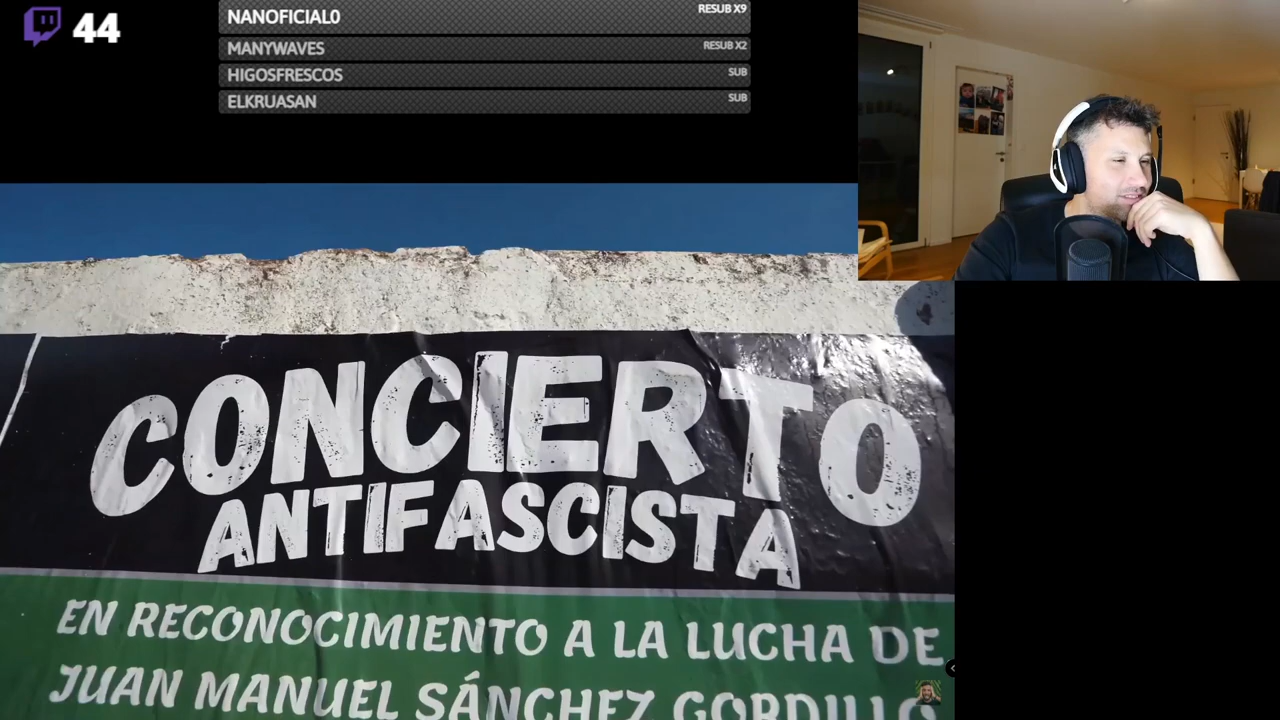 44
NANOFICIAL0 RESUB X9
MANYWAVES RESUB X2
HIGOSFRESCOS SUB
ELKRUASAN SUB
CONCIERTO
ANTIFASCISTA
EN RECONOCIMIENTO A LA LUCHA DE
JUAN MANUEL SÁNCHEZ GORDILLO